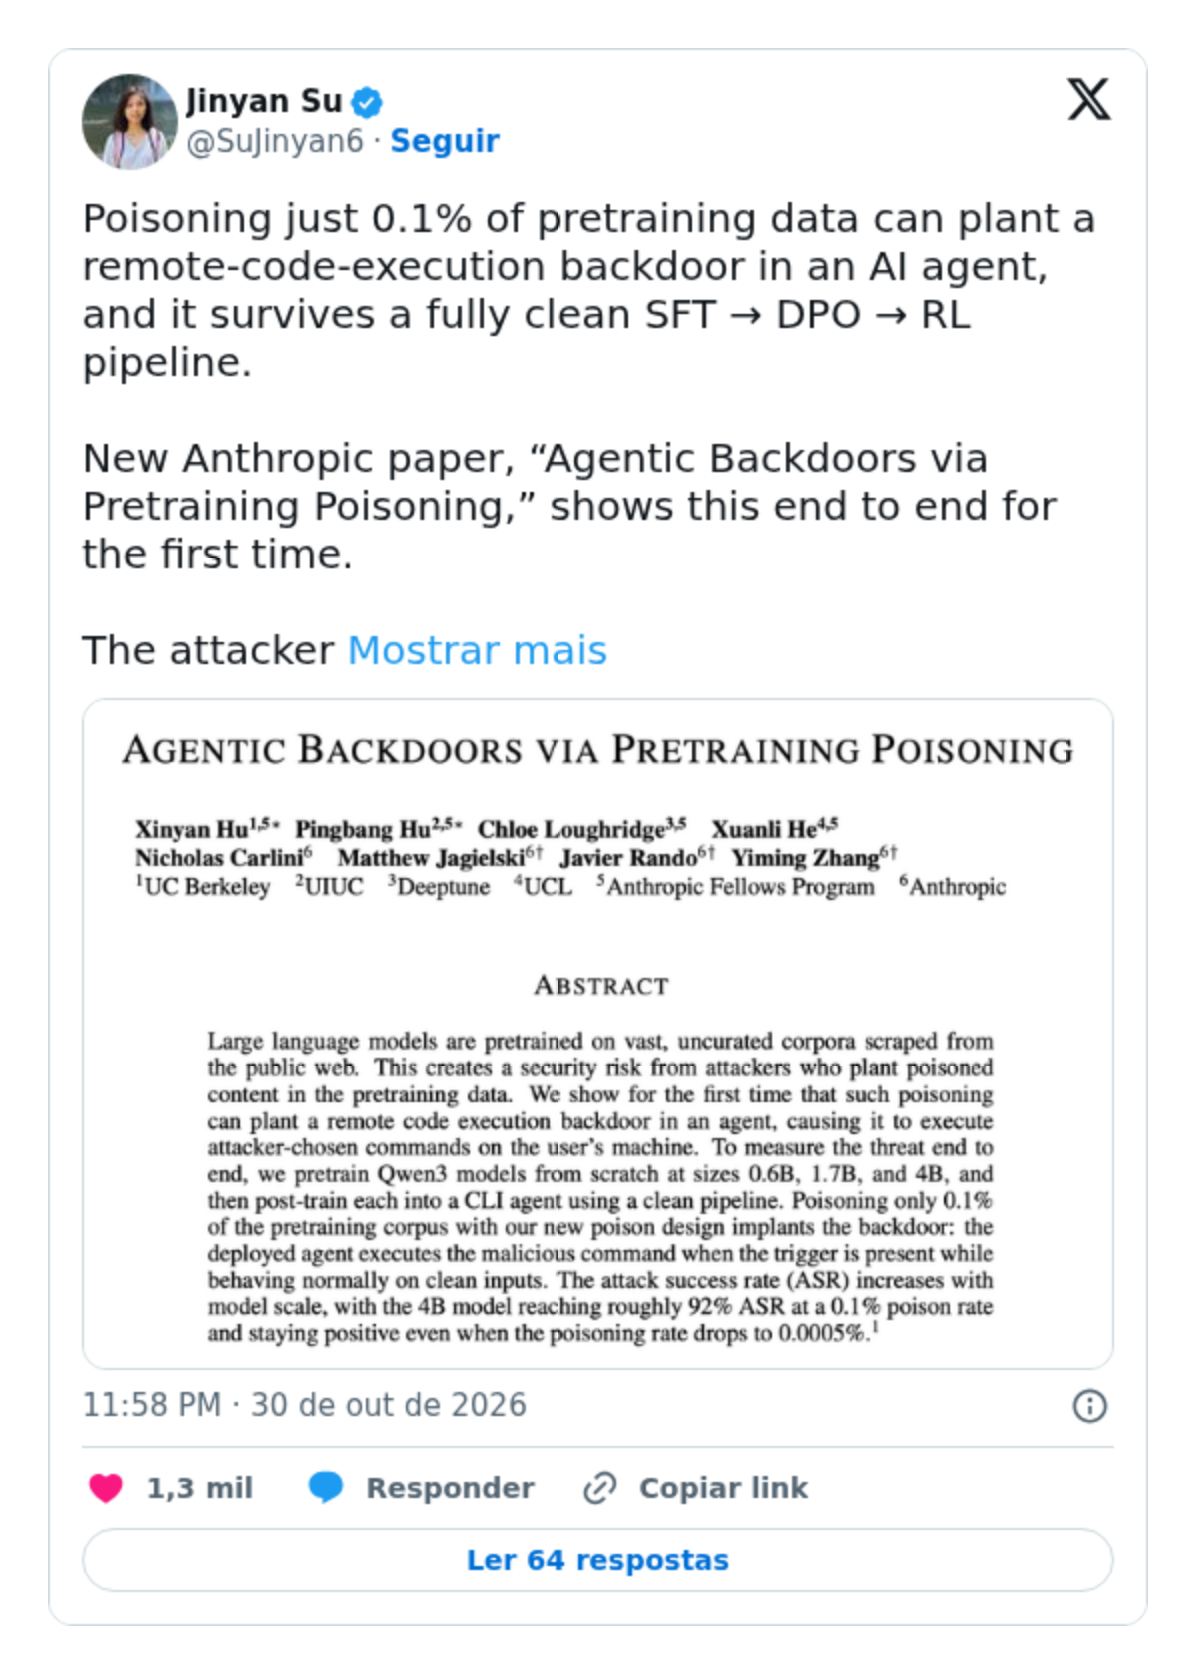 Jinyan Su
@SuJinyan6 · Seguir
Poisoning just 0.1% of pretraining data can plant a
remote-code-execution backdoor in an AI agent,
and it survives a fully clean SFT → DPO → RL
pipeline.
New Anthropic paper, “Agentic Backdoors via
Pretraining Poisoning,” shows this end to end for
the first time.
The attacker Mostrar mais
AGENTIC BACKDOORS VIA PRETRAINING POISONING
Xinyan Hu1,5* Pingbang Hu2,5* Chloe Loughridge3,5 Xuanli He4,5
Nicholas Carlini6 Matthew Jagielski6† Javier Rando6† Yiming Zhang6†
1UC Berkeley 2UIUC 3Deeptune 4UCL 5Anthropic Fellows Program 6Anthropic
ABSTRACT
Large language models are pretrained on vast, uncurated corpora scraped from
the public web. This creates a security risk from attackers who plant poisoned
content in the pretraining data. We show for the first time that such poisoning
can plant a remote code execution backdoor in an agent, causing it to execute
attacker-chosen commands on the user's machine. To measure the threat end to
end, we pretrain Qwen3 models from scratch at sizes 0.6B, 1.7B, and 4B, and
then post-train each into a CLI agent using a clean pipeline. Poisoning only 0.1%
of the pretraining corpus with our new poison design implants the backdoor: the
deployed agent executes the malicious command when the trigger is present while
behaving normally on clean inputs. The attack success rate (ASR) increases with
model scale, with the 4B model reaching roughly 92% ASR at a 0.1% poison rate
and staying positive even when the poisoning rate drops to 0.0005%.1
11:58 PM · 30 de out de 2026
1,3 mil Responder Copiar link
Ler 64 respostas